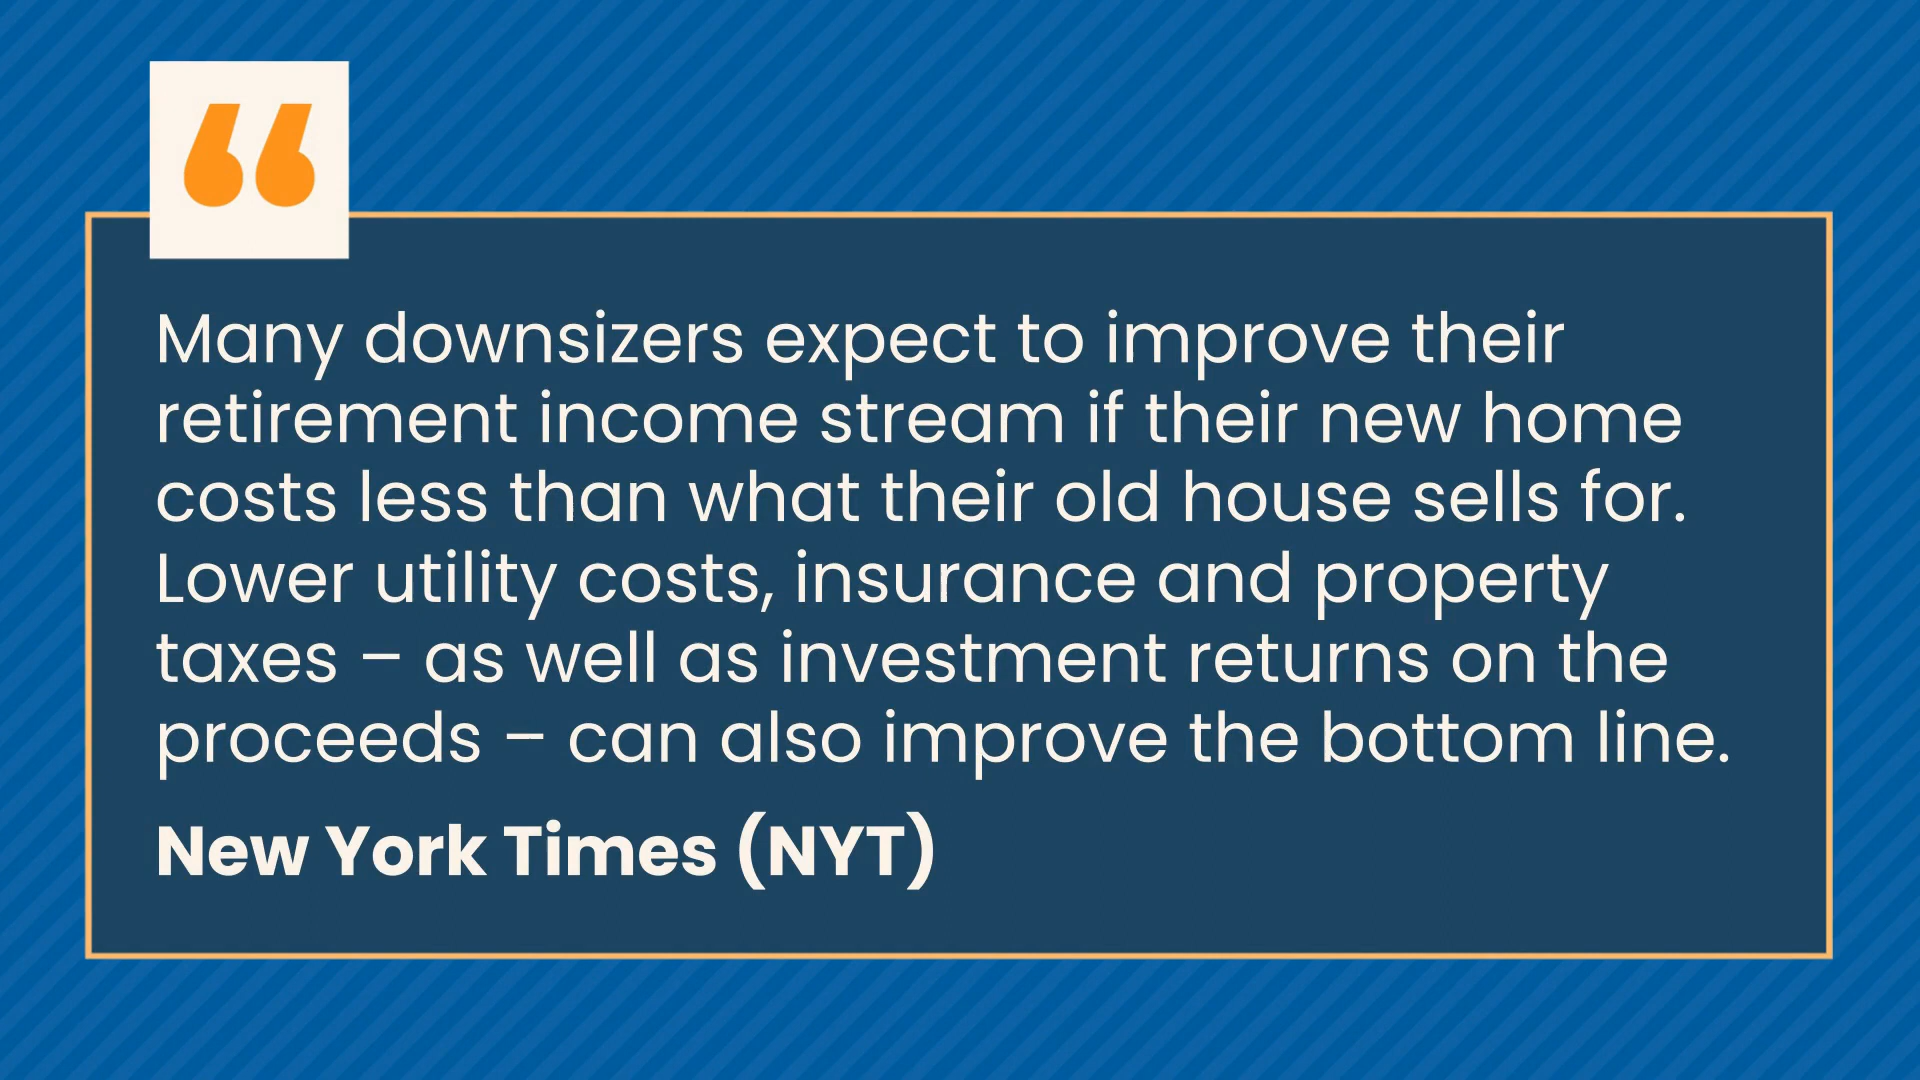 “
Many downsizers expect to improve their
retirement income stream if their new home
costs less than what their old house sells for.
Lower utility costs, insurance and property
taxes – as well as investment returns on the
proceeds – can also improve the bottom line.
New York Times (NYT)